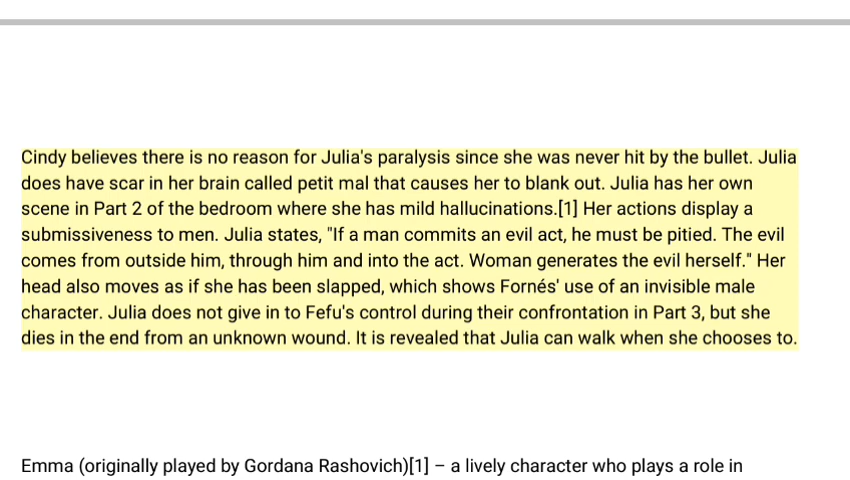 Cindy believes there is no reason for Julia's paralysis since she was never hit by the bullet. Julia
does have scar in her brain called petit mal that causes her to blank out. Julia has her own
scene in Part 2 of the bedroom where she has mild hallucinations.[1] Her actions display a
submissiveness to men. Julia states, "If a man commits an evil act, he must be pitied. The evil
comes from outside him, through him and into the act. Woman generates the evil herself." Her
head also moves as if she has been slapped, which shows Fornés' use of an invisible male
character. Julia does not give in to Fefu's control during their confrontation in Part 3, but she
dies in the end from an unknown wound. It is revealed that Julia can walk when she chooses to.
Emma (originally played by Gordana Rashovich)[1] – a lively character who plays a role in